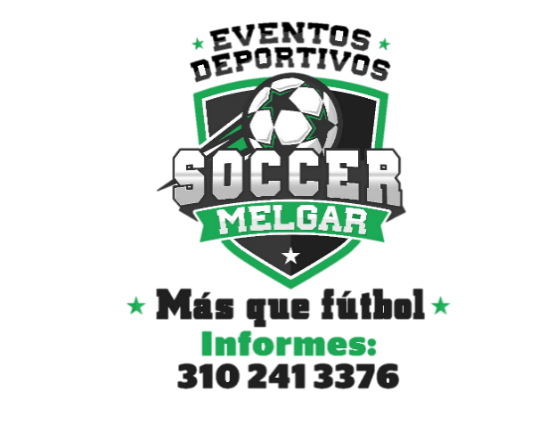 EVENTOS
DEPORTIVOS
SOCCER
MELGAR
Más que fútbol
Informes:
310 241 3376